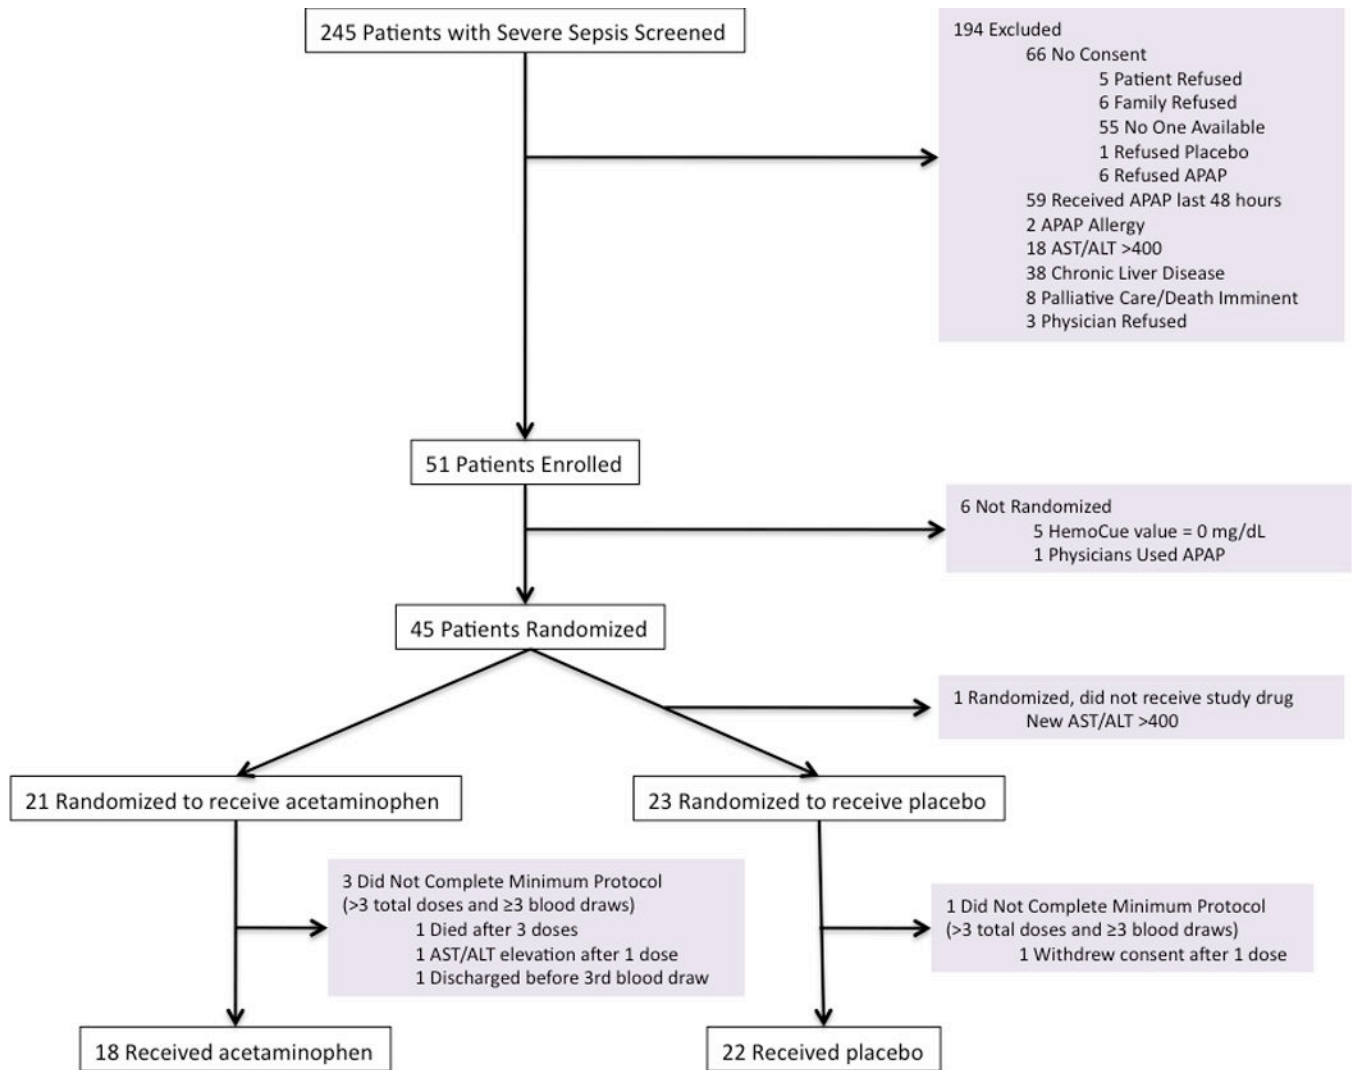 245 Patients with Severe Sepsis Screened
194 Excluded
66 No Consent
5 Patient Refused
6 Family Refused
55 No One Available
1 Refused Placebo
6 Refused APAP
59 Received APAP last 48 hours
2 APAP Allergy
18 AST/ALT >400
38 Chronic Liver Disease
8 Palliative Care/Death Imminent
3 Physician Refused
51 Patients Enrolled
6 Not Randomized
5 HemoCue value = 0 mg/dL
1 Physicians Used APAP
45 Patients Randomized
1 Randomized, did not receive study drug
New AST/ALT >400
21 Randomized to receive acetaminophen
23 Randomized to receive placebo
3 Did Not Complete Minimum Protocol
(>3 total doses and ≥3 blood draws)
1 Died after 3 doses
1 AST/ALT elevation after 1 dose
1 Discharged before 3rd blood draw
1 Did Not Complete Minimum Protocol
(>3 total doses and ≥3 blood draws)
1 Withdrew consent after 1 dose
18 Received acetaminophen
22 Received placebo